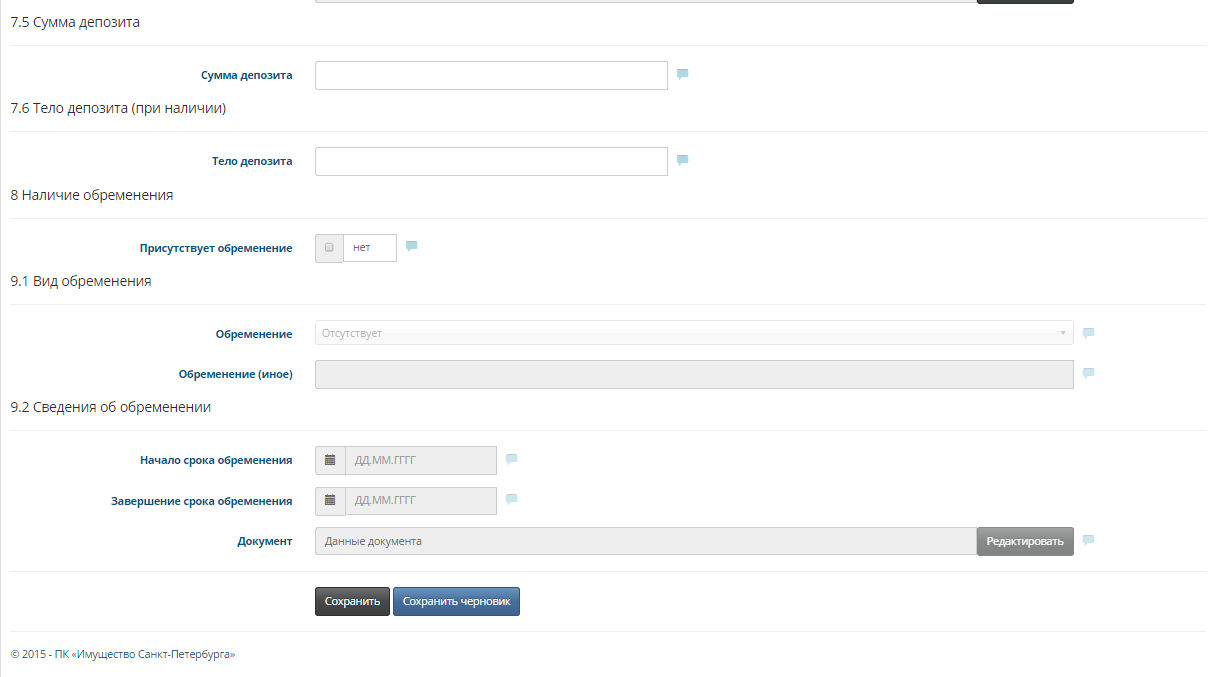 7.5 Сумма депозита
Сумма депозита
7.6 Тело депозита (при наличии)
Тело депозита
8 Наличие обременения
Присутствует обременение нет
9.1 Вид обременения
Обременение Отсутствует
Обременение (иное)
9.2 Сведения об обременении
Начало срока обременения ДД.ММ.ГГГГ
Завершение срока обременения ДД.ММ.ГГГГ
Документ Данные документа Редактировать
Сохранить Сохранить черновик
© 2015 - ПК «Имущество Санкт-Петербурга»